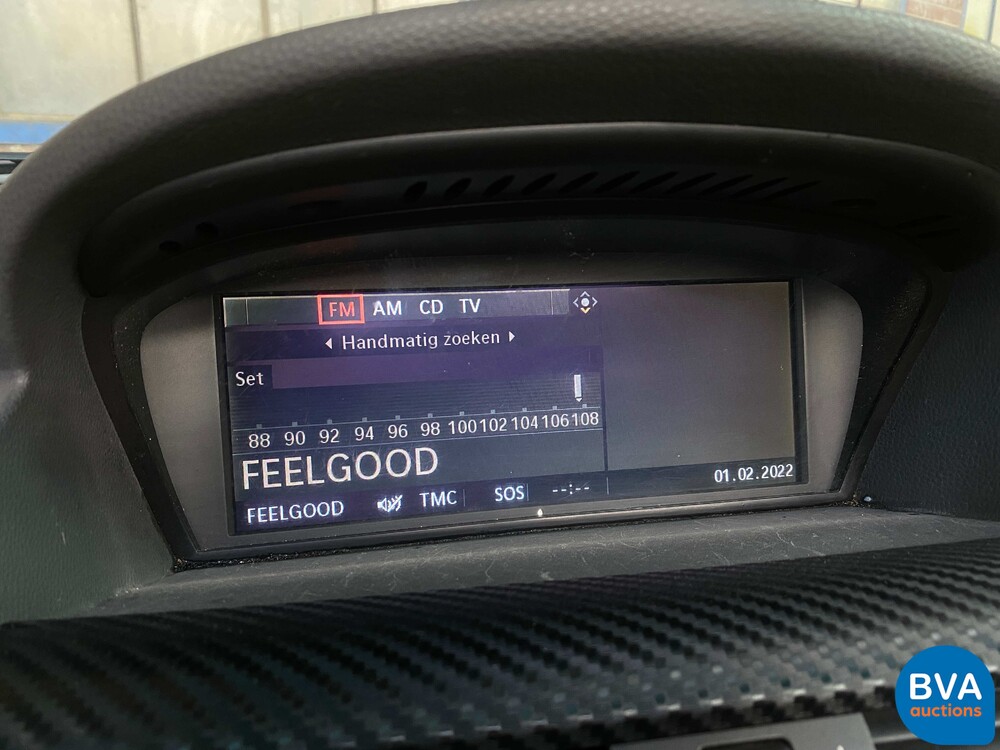 FM AM CD TV
Handmatig zoeken
Set
88 90 92 94 96 98 100 102 104 106 108
FEELGOOD
01.02.2022
FEELGOOD TMC SOS --:--
BVA
auctions